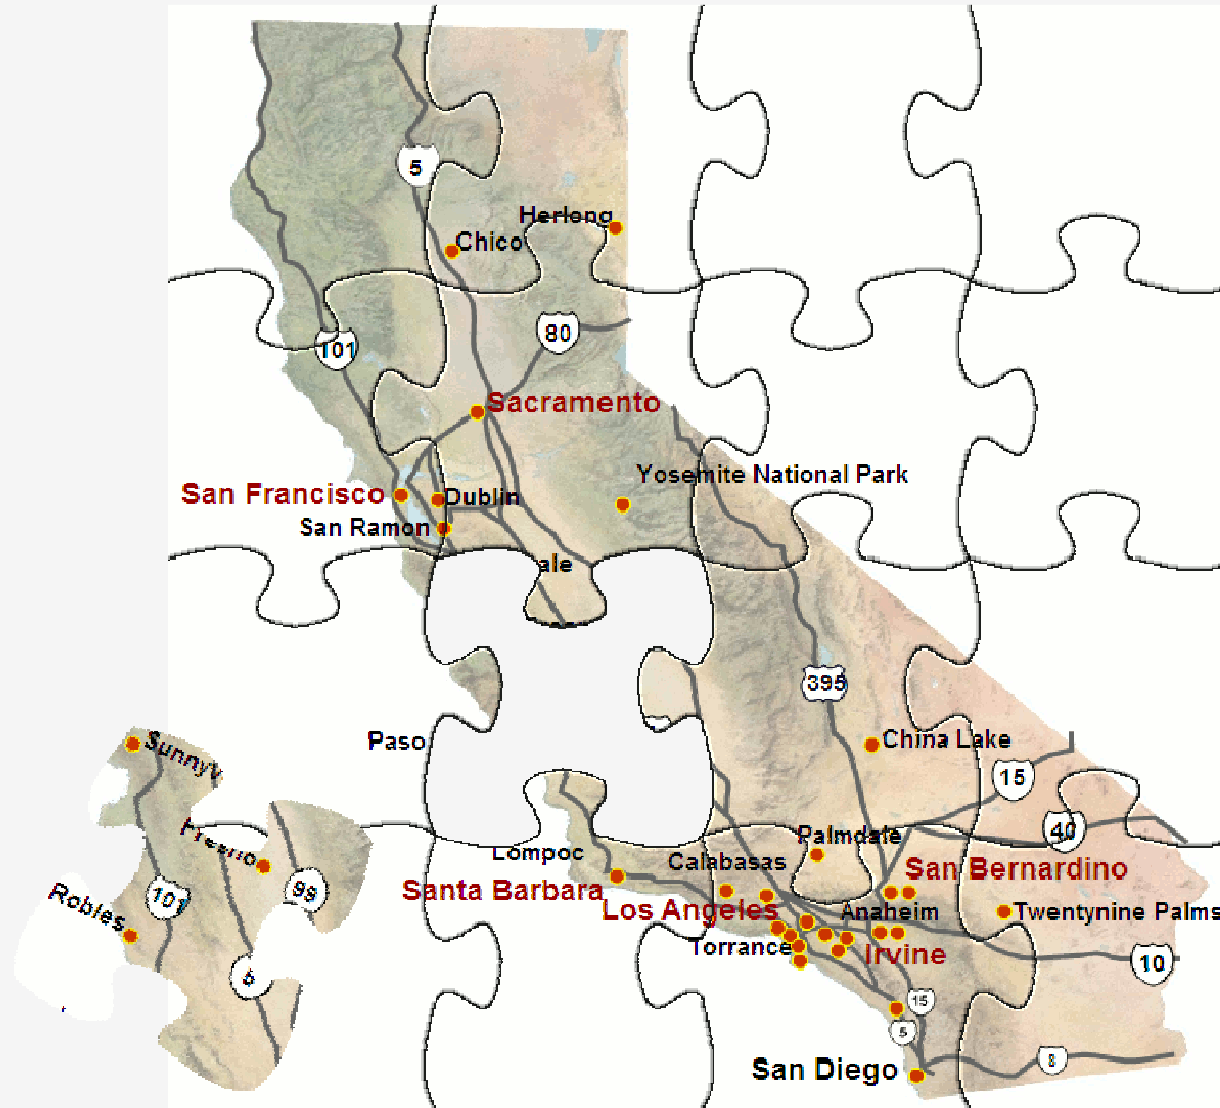 5
Herlong
Chico
80
101
Sacramento
Yosemite National Park
San Francisco
Dublin
San Ramon
ale
395
Paso
China Lake
Sunnyv
15
Fresno
40
Palmdale
Lompoc
Calabasas
San Bernardino
99
101
Santa Barbara
Robles
Los Angeles
Anaheim
Twentynine Palms
Torrance
Irvine
10
15
5
San Diego
8